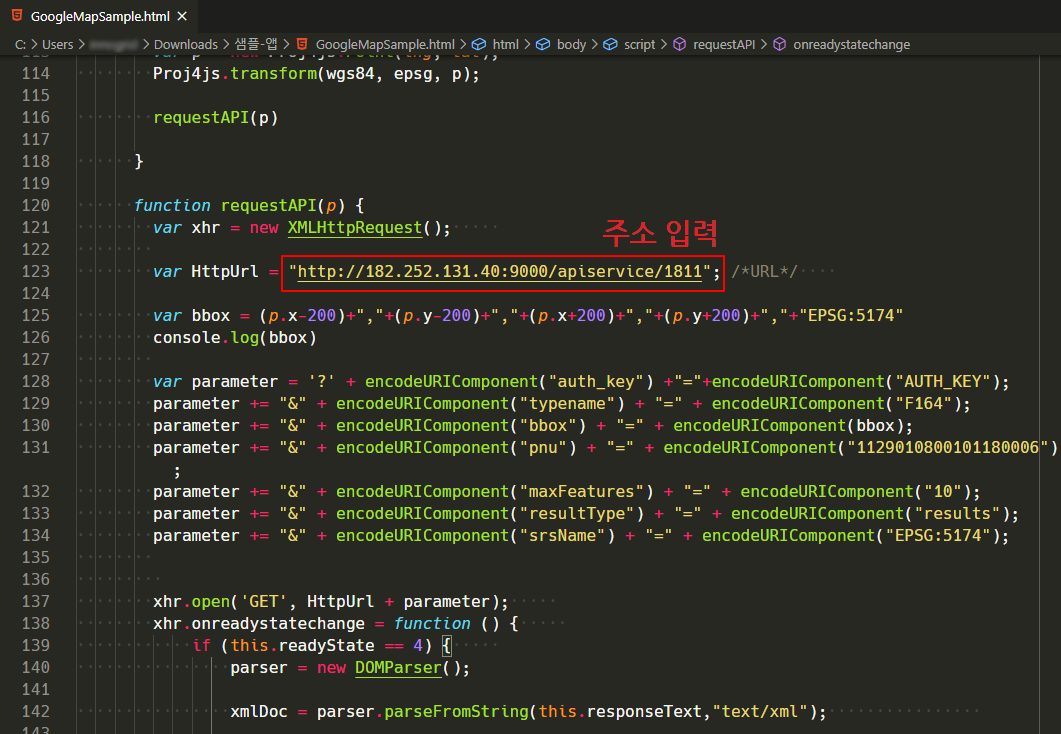 GoogleMapSample.html ×
C: > Users > > Downloads > 샘플-앱 > GoogleMapSample.html > html > body > script > requestAPI > onreadystatechange
114 Proj4js.transform(wgs84, epsg, p);
115
116 requestAPI(p)
117
118 }
119
120 function requestAPI(p) {
121 var xhr = new XMLHttpRequest();
주소 입력
122
123 var HttpUrl = "http://182.252.131.40:9000/apiservice/1811"; /*URL*/
124
125 var bbox = (p.x-200)+","+(p.y-200)+","+(p.x+200)+","+(p.y+200)+","+"EPSG:5174"
126 console.log(bbox)
127
128 var parameter = '?' + encodeURIComponent("auth_key") +"="+encodeURIComponent("AUTH_KEY");
129 parameter += "&" + encodeURIComponent("typename") + "=" + encodeURIComponent("F164");
130 parameter += "&" + encodeURIComponent("bbox") + "=" + encodeURIComponent(bbox);
131 parameter += "&" + encodeURIComponent("pnu") + "=" + encodeURIComponent("1129010800101180006")
;
132 parameter += "&" + encodeURIComponent("maxFeatures") + "=" + encodeURIComponent("10");
133 parameter += "&" + encodeURIComponent("resultType") + "=" + encodeURIComponent("results");
134 parameter += "&" + encodeURIComponent("srsName") + "=" + encodeURIComponent("EPSG:5174");
135
136
137 xhr.open('GET', HttpUrl + parameter);
138 xhr.onreadystatechange = function () {
139 if (this.readyState == 4) {
140 parser = new DOMParser();
141
142 xmlDoc = parser.parseFromString(this.responseText,"text/xml");